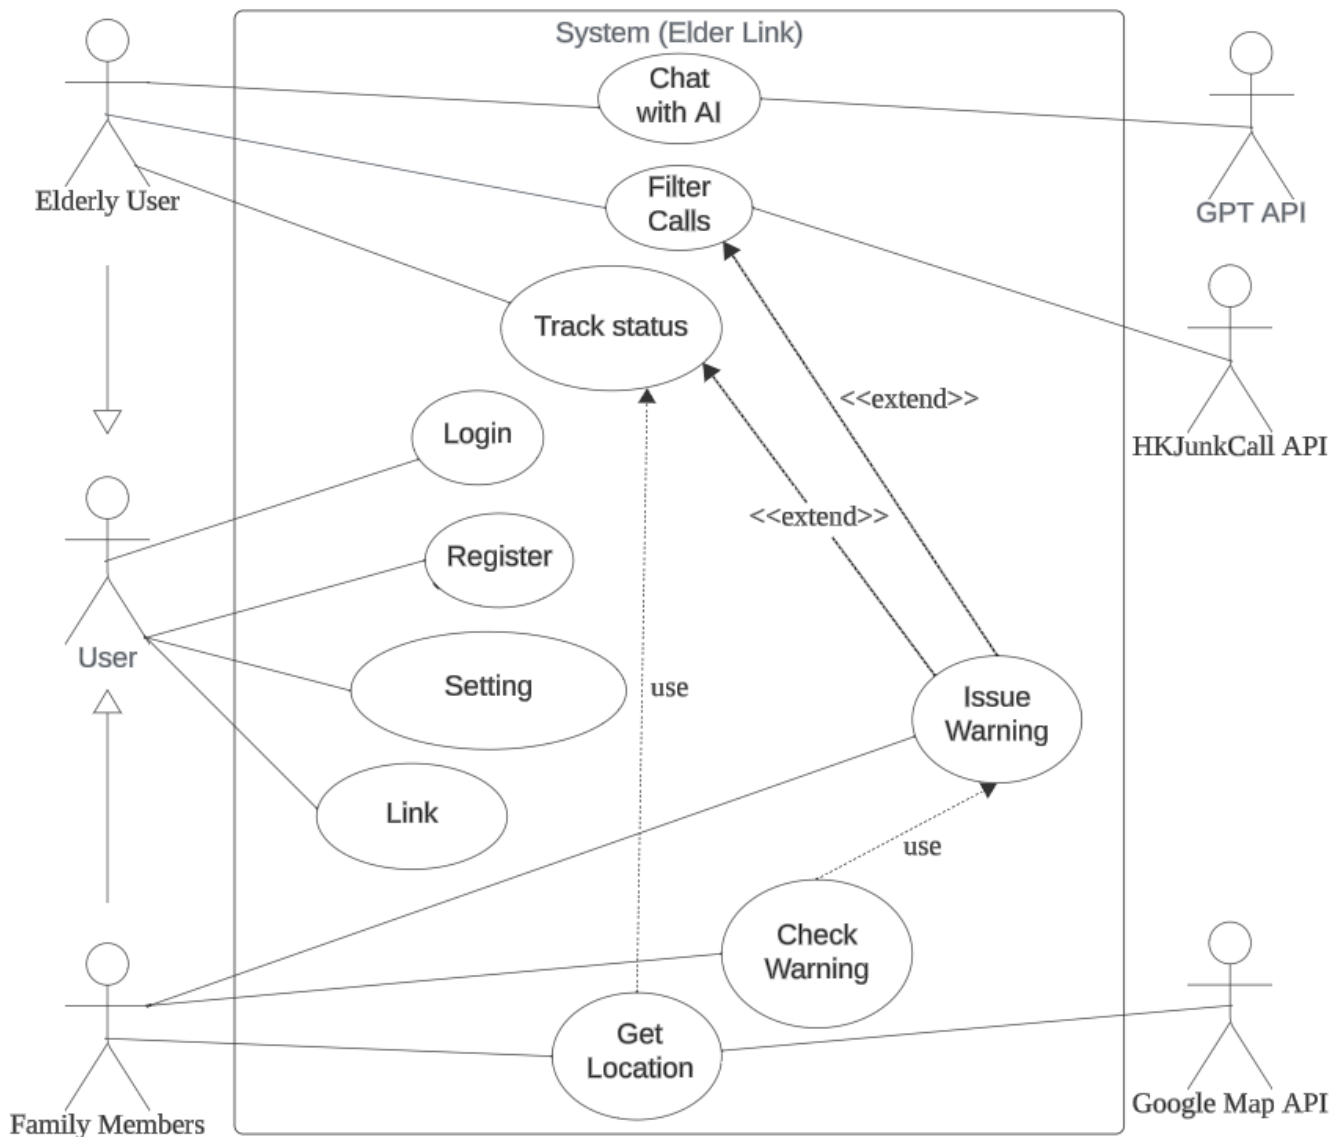 System (Elder Link)
Chat
with AI
Elderly User
Filter
Calls
GPT API
Track status
<<extend>>
Login
HKJunkCall API
<<extend>>
Register
User
Setting
use
Issue
Warning
Link
use
Check
Warning
Get
Location
Family Members
Google Map API